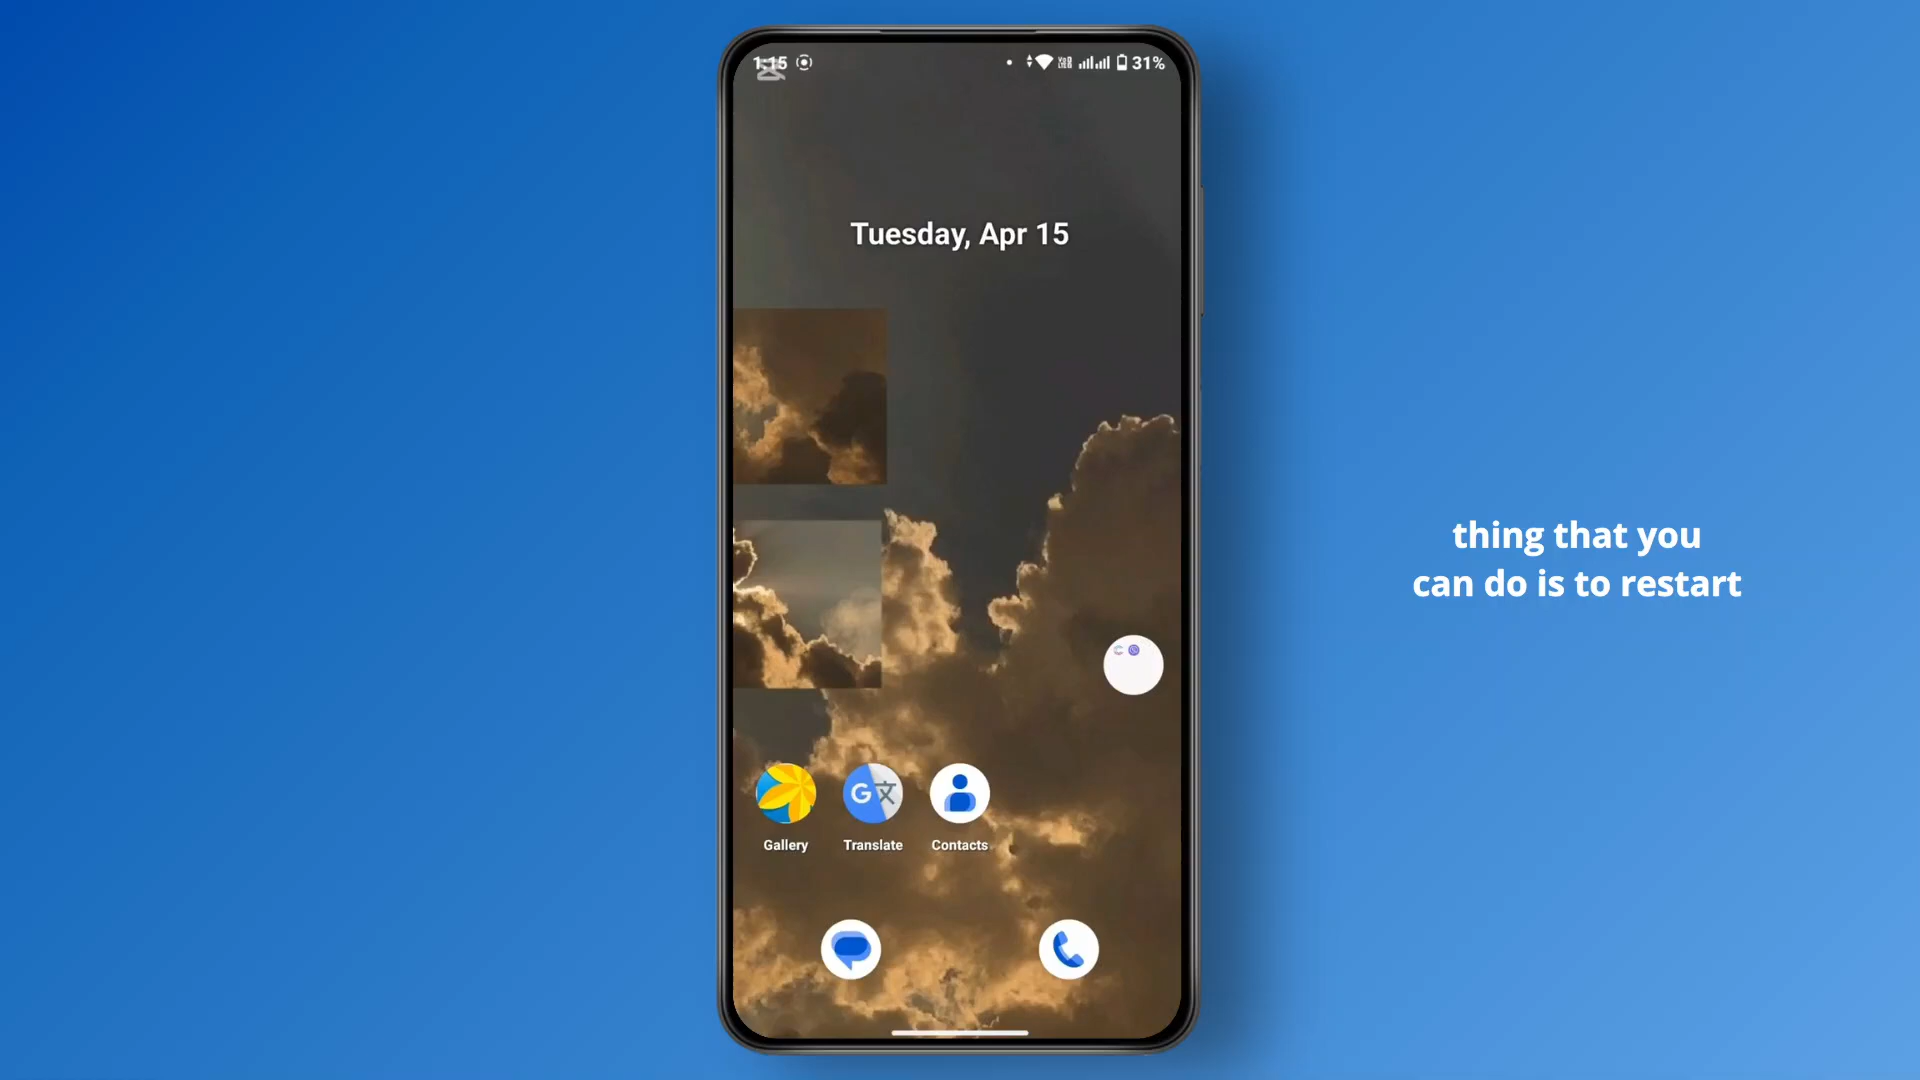 1:15
31%
Tuesday, Apr 15
thing that you
can do is to restart
Gallery
Translate
Contacts